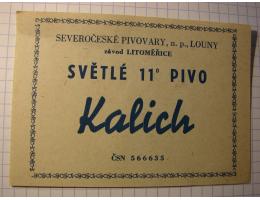 SEVEROČESKÉ PIVOVARY, n. p., LOUNY
závod LITOMĚŘICE
SVĚTLÉ 11° PIVO
Kalich
ČSN 566635